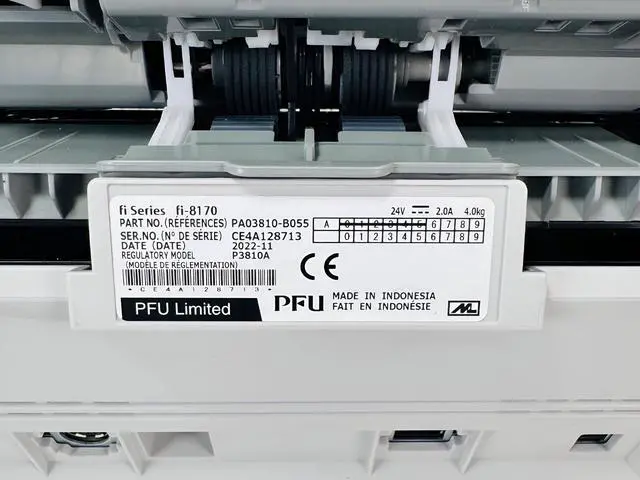 fi Series fi-8170
24V ⎓ 2.0A 4.0kg
PART NO.(RÉFÉRENCES) PA03810-B055
A 0 1 2 3 4 5 6 7 8 9
SER.NO.(Nº DE SÉRIE) CE4A128713
0 1 2 3 4 5 6 7 8 9
DATE (DATE) 2022-11
REGULATORY MODEL P3810A
(MODÈLE DE RÉGLEMENTATION)
CE
*CE4A128713*
PFU Limited
PFU
MADE IN INDONESIA
FAIT EN INDONÉSIE